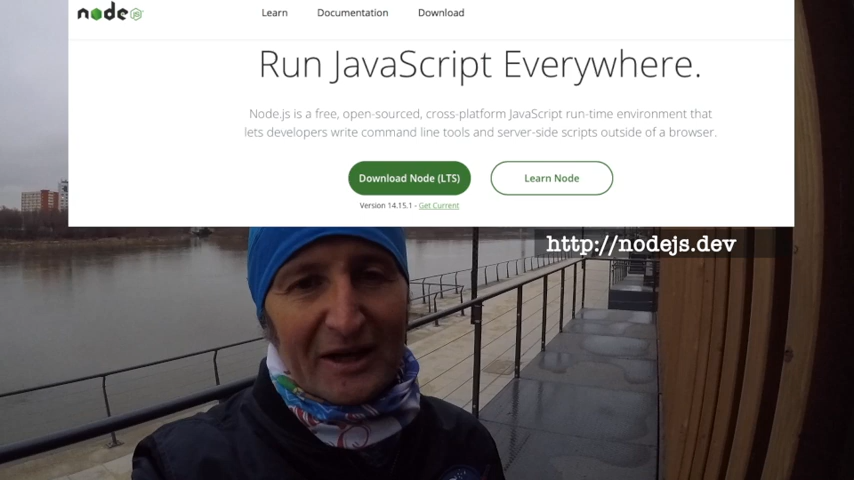 node JS
Learn Documentation Download
Run JavaScript Everywhere.
Node.js is a free, open-sourced, cross-platform JavaScript run-time environment that
lets developers write command line tools and server-side scripts outside of a browser.
Download Node (LTS) Learn Node
Version 14.15.1 - Get Current
http://nodejs.dev